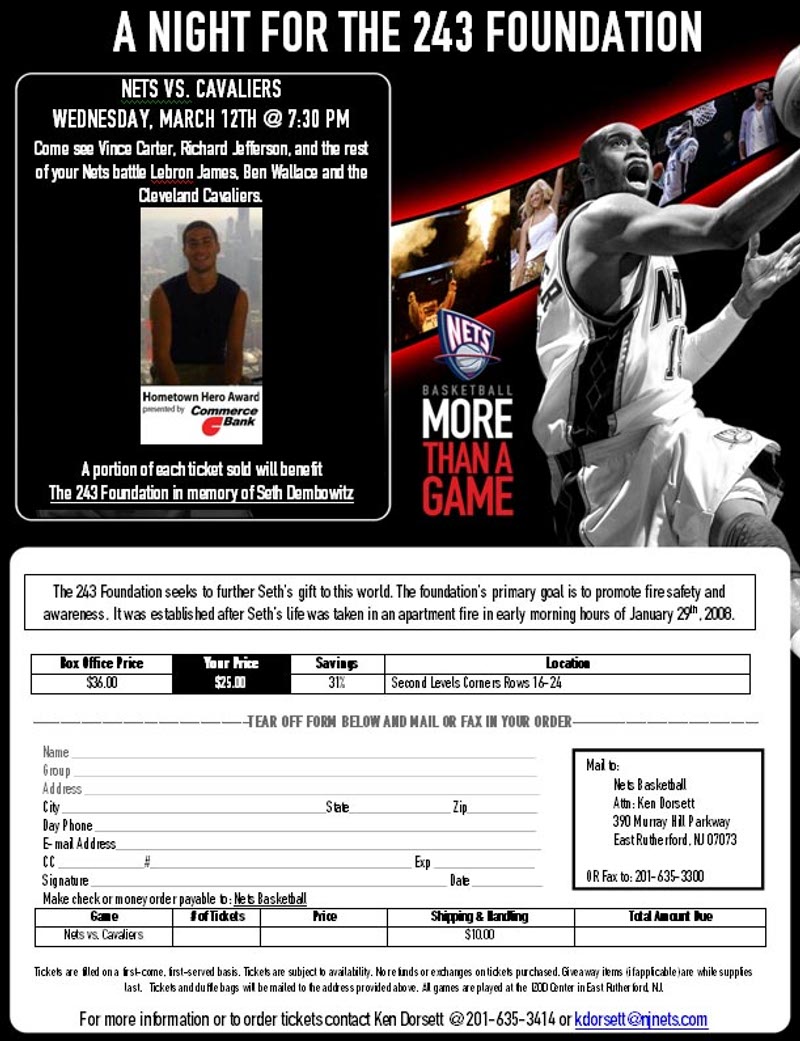 A NIGHT FOR THE 243 FOUNDATION
NETS VS. CAVALIERS
WEDNESDAY, MARCH 12TH @ 7:30 PM
Come see Vince Carter, Richard Jefferson, and the rest
of your Nets battle Lebron James, Ben Wallace and the
Cleveland Cavaliers.
Hometown Hero Award
presented by Commerce
Bank
A portion of each ticket sold will benefit
The 243 Foundation in memory of Seth Dembowitz
NETS
BASKETBALL
MORE
THAN A
GAME
The 243 Foundation seeks to further Seth's gift to this world. The foundation's primary goal is to promote fire safety and
awareness. It was established after Seth's life was taken in an apartment fire in early morning hours of January 29th, 2008.
Box Office Price Your Price Savings Location
$36.00 $25.00 31% Second Levels Corners Rows 16-24
TEAR OFF FORM BELOW AND MAIL OR FAX IN YOUR ORDER
Name
Group
Address
City State Zip
Day Phone
E-mail Address
CC # Exp
Signature Date
Mail to:
Nets Basketball
Attn: Ken Dorsett
390 Murray Hill Parkway
East Rutherford, NJ 07073
OR Fax to: 201-635-3300
Make check or money order payable to: Nets Basketball
Game # of Tickets Price Shipping & Handling Total Amount Due
Nets vs. Cavaliers $10.00
Tickets are filled on a first-come, first-served basis. Tickets are subject to availability. No refunds or exchanges on tickets purchased. Giveaway items (if applicable) are while supplies
last. Tickets and duffle bags will be mailed to the address provided above. All games are played at the IZOD Center in East Rutherford, NJ.
For more information or to order tickets contact Ken Dorsett @ 201-635-3414 or kdorsett@njnets.com